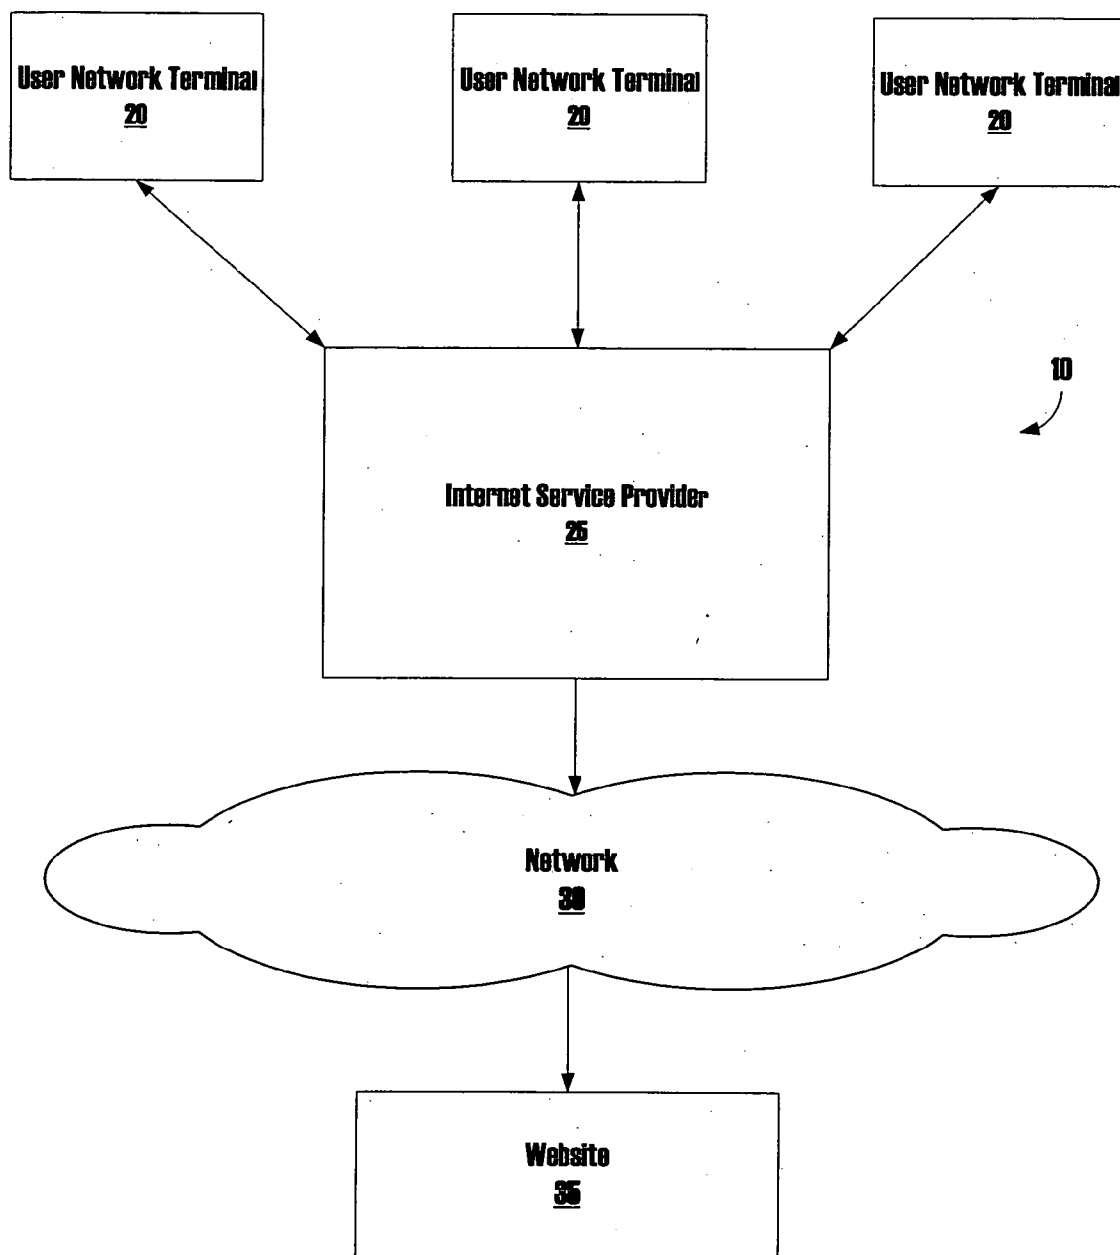 User Network Terminal
20
User Network Terminal
20
User Network Terminal
20
10
Internet Service Provider
25
Network
30
Website
35